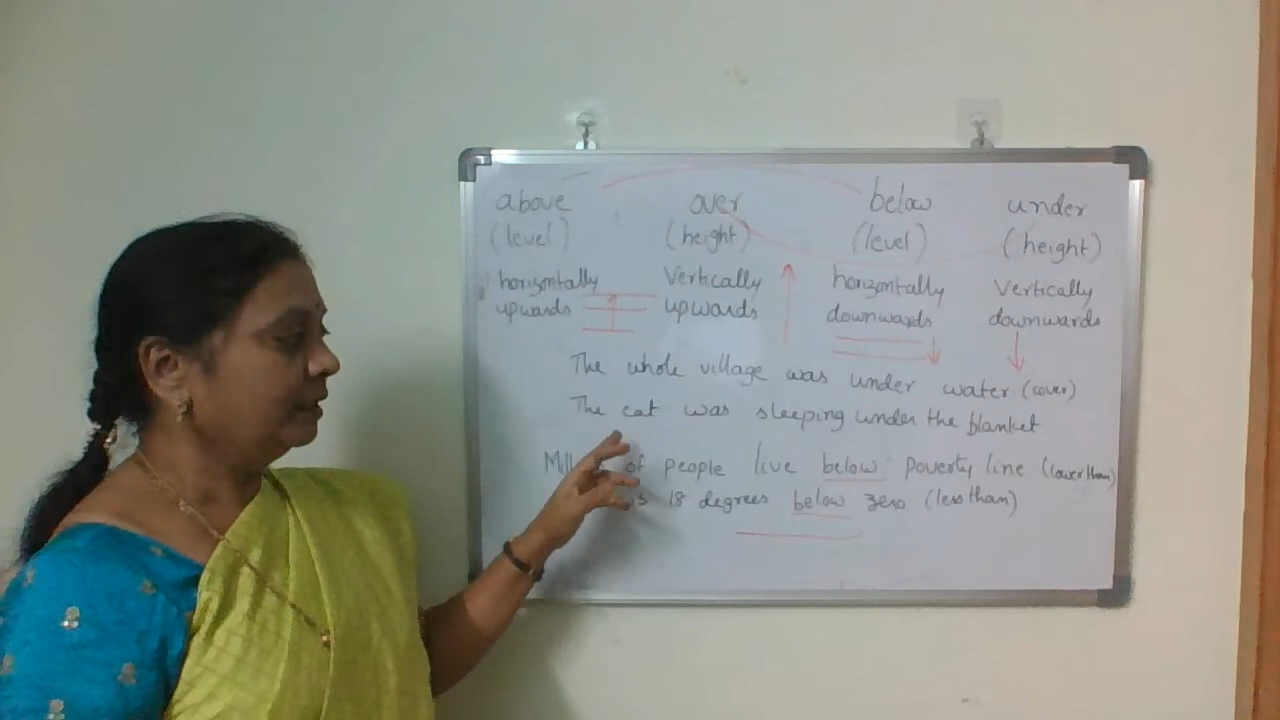 above over below under
(level) (height) (level) (height)
horizontally Vertically horizontally Vertically
upwards upwards downwards downwards
The whole village was under water (cover)
The cat was sleeping under the blanket
of people live below poverty line (lower than)
is 18 degrees below zero (less than)